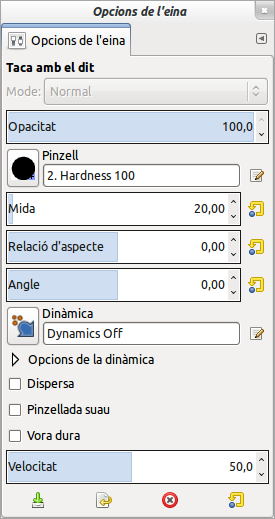 Opcions de l'eina
Opcions de l'eina
Taca amb el dit
Mode: Normal
Opacitat 100,0
Pinzell
2. Hardness 100
Mida 20,00
Relació d'aspecte 0,00
Angle 0,00
Dinàmica
Dynamics Off
Opcions de la dinàmica
Dispersa
Pinzellada suau
Vora dura
Velocitat 50,0